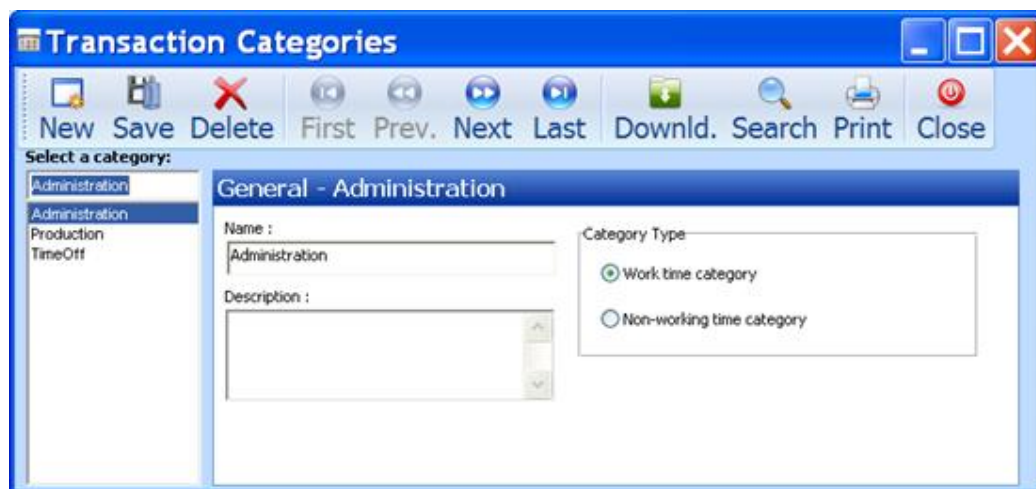 Transaction Categories
New Save Delete First Prev. Next Last Downld. Search Print Close
Select a category:
Administration
Administration
Production
TimeOff
General - Administration
Name :
Administration
Description :
Category Type
Work time category
Non-working time category